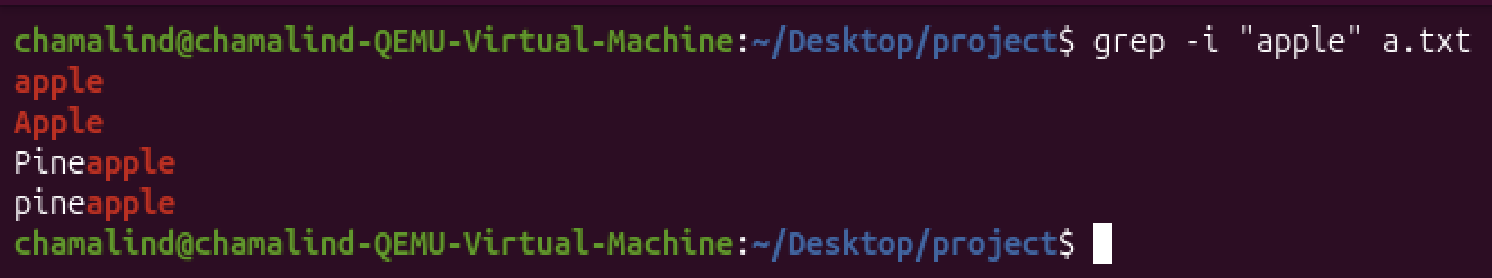 chamalind@chamalind-QEMU-Virtual-Machine:~/Desktop/project$ grep -i "apple" a.txt
apple
Apple
Pineapple
pineapple
chamalind@chamalind-QEMU-Virtual-Machine:~/Desktop/project$